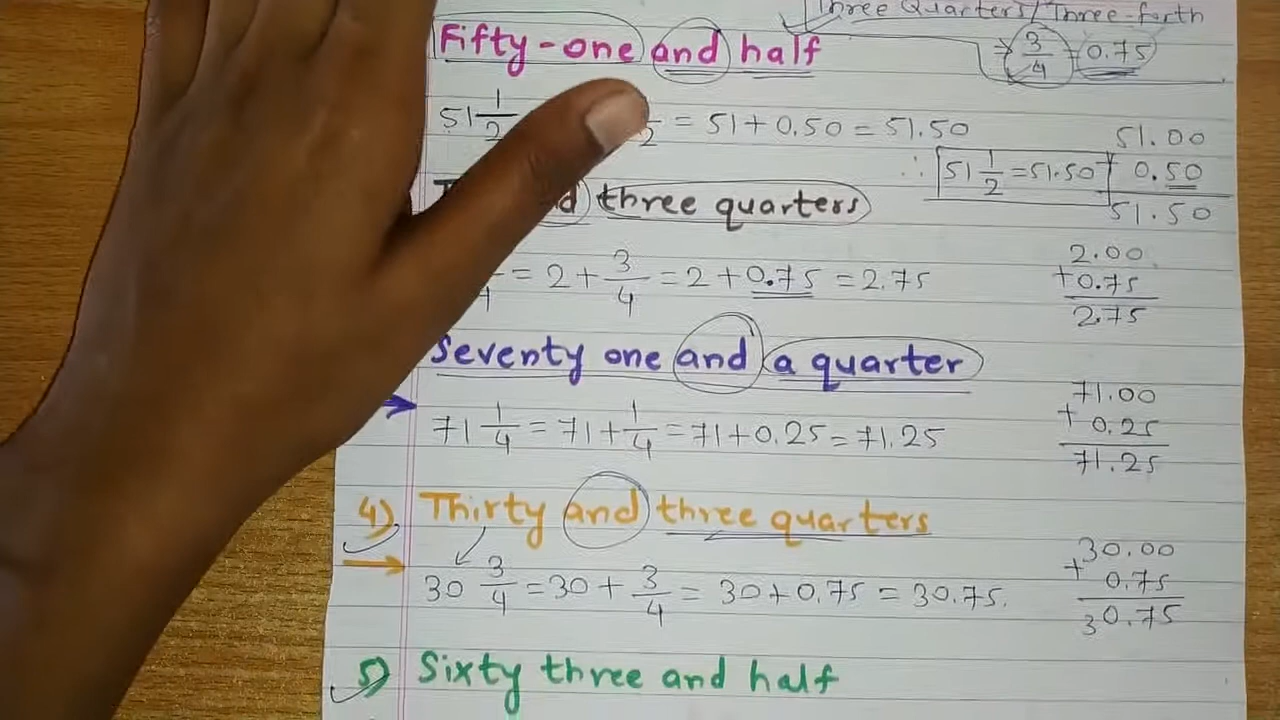 Three Quarters/Three-forth
Fifty-one and half
⇒ 3/4 = 0.75
51 1/2 = 51 + 0.50 = 51.50
51.00
∴ 51 1/2 = 51.50
+ 0.50
51.50
three quarters
= 2 + 3/4 = 2 + 0.75 = 2.75
2.00
+0.75
2.75
Seventy one and a quarter
71 1/4 = 71 + 1/4 = 71 + 0.25 = 71.25
71.00
+ 0.25
71.25
4) Thirty and three quarters
30 3/4 = 30 + 3/4 = 30 + 0.75 = 30.75.
30.00
+ 0.75
30.75
5) Sixty three and half